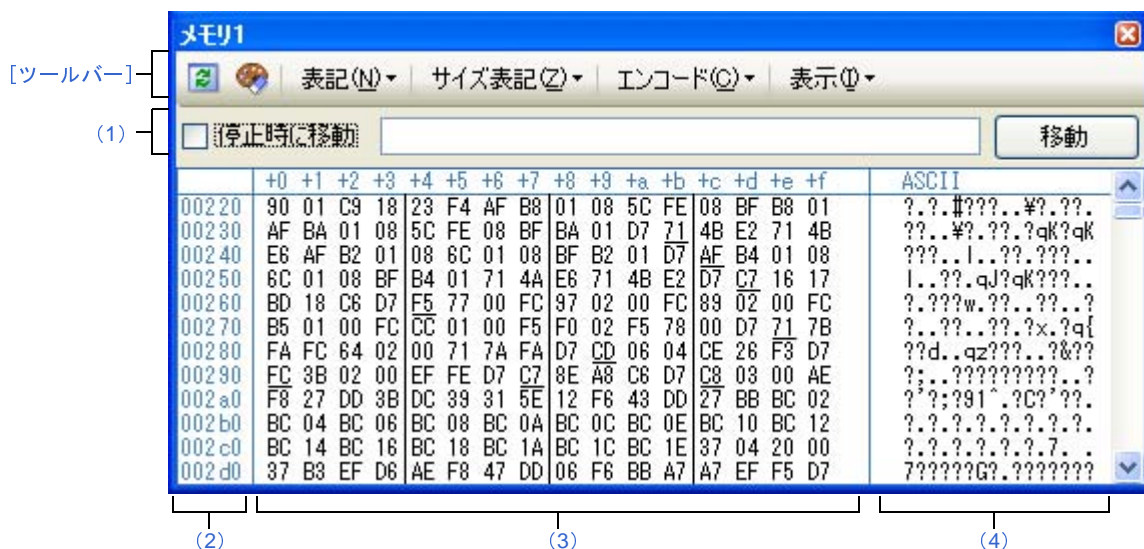 メモリ1
[ツールバー]
表記(N) サイズ表記(Z) エンコード(C) 表示(I)
(1)
停止時に移動 移動
+0 +1 +2 +3 +4 +5 +6 +7 +8 +9 +a +b +c +d +e +f ASCII
00220 90 01 C9 18 23 F4 AF B8 01 08 5C FE 08 BF B8 01 ?.?.#???..¥?.??.
00230 AF BA 01 08 5C FE 08 BF BA 01 D7 71 4B E2 71 4B ??..¥?.??.?qK?qK
00240 E6 AF B2 01 08 6C 01 08 BF B2 01 D7 AF B4 01 08 ???..l..??.???..
00250 6C 01 08 BF B4 01 71 4A E6 71 4B E2 D7 C7 16 17 l..??.qJ?qK???..
00260 BD 18 C6 D7 F5 77 00 FC 97 02 00 FC 89 02 00 FC ?.???w.??..??..?
00270 B5 01 00 FC CC 01 00 F5 F0 02 F5 78 00 D7 71 7B ?..??..??.?x.?q{
00280 FA FC 64 02 00 71 7A FA D7 CD 06 04 CE 26 F3 D7 ??d..qz???..?&??
00290 FC 3B 02 00 EF FE D7 C7 8E A8 C6 D7 C8 03 00 AE ?;..?????????..?
002a0 F8 27 DD 3B DC 39 31 5E 12 F6 43 DD 27 BB BC 02 ?'?;?91^.?C?'??.
002b0 BC 04 BC 06 BC 08 BC 0A BC 0C BC 0E BC 10 BC 12 ?.?.?.?.?.?.?.?.
002c0 BC 14 BC 16 BC 18 BC 1A BC 1C BC 1E 37 04 20 00 ?.?.?.?.?.?.7. .
002d0 37 B3 EF D6 AE F8 47 DD 06 F6 BB A7 A7 EF F5 D7 7?????G?.???????
(2) (3) (4)